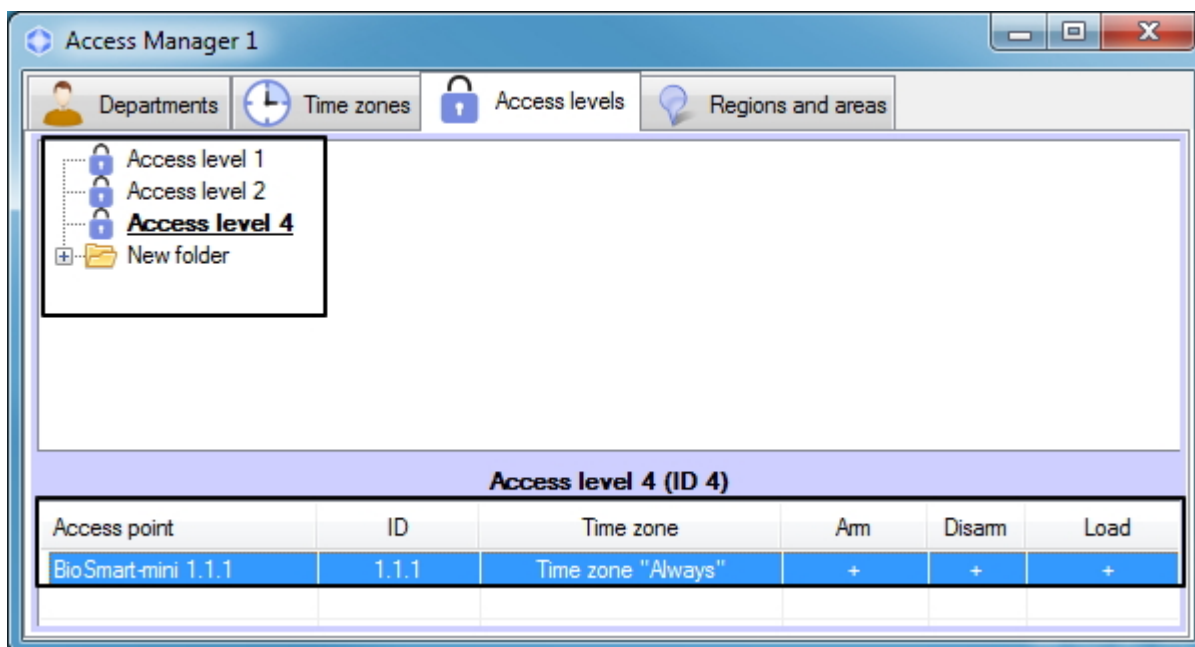 Access Manager 1
Departments Time zones Access levels Regions and areas
Access level 1
Access level 2
Access level 4
New folder
Access level 4 (ID 4)
Access point ID Time zone Arm Disarm Load
BioSmart-mini 1.1.1 1.1.1 Time zone "Always" + + +